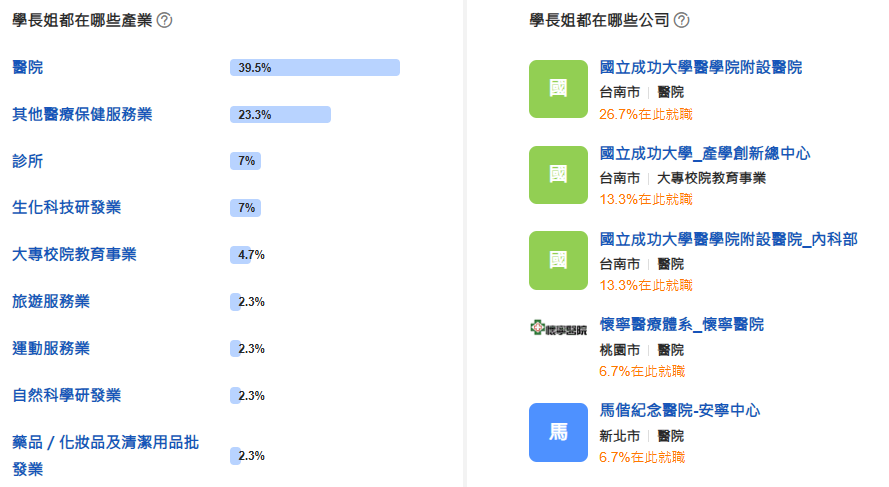 學長姐都在哪些產業 ?
醫院
39.5%
其他醫療保健服務業
23.3%
診所
7%
生化科技研發業
7%
大專校院教育事業
4.7%
旅遊服務業
2.3%
運動服務業
2.3%
自然科學研發業
2.3%
藥品 / 化妝品及清潔用品批
發業
2.3%
學長姐都在哪些公司 ?
國
國立成功大學醫學院附設醫院
台南市 | 醫院
26.7%在此就職
國
國立成功大學_產學創新總中心
台南市 | 大專校院教育事業
13.3%在此就職
國
國立成功大學醫學院附設醫院_內科部
台南市 | 醫院
13.3%在此就職
懷寧醫院
懷寧醫療體系_懷寧醫院
桃園市 | 醫院
6.7%在此就職
馬
馬偕紀念醫院-安寧中心
新北市 | 醫院
6.7%在此就職